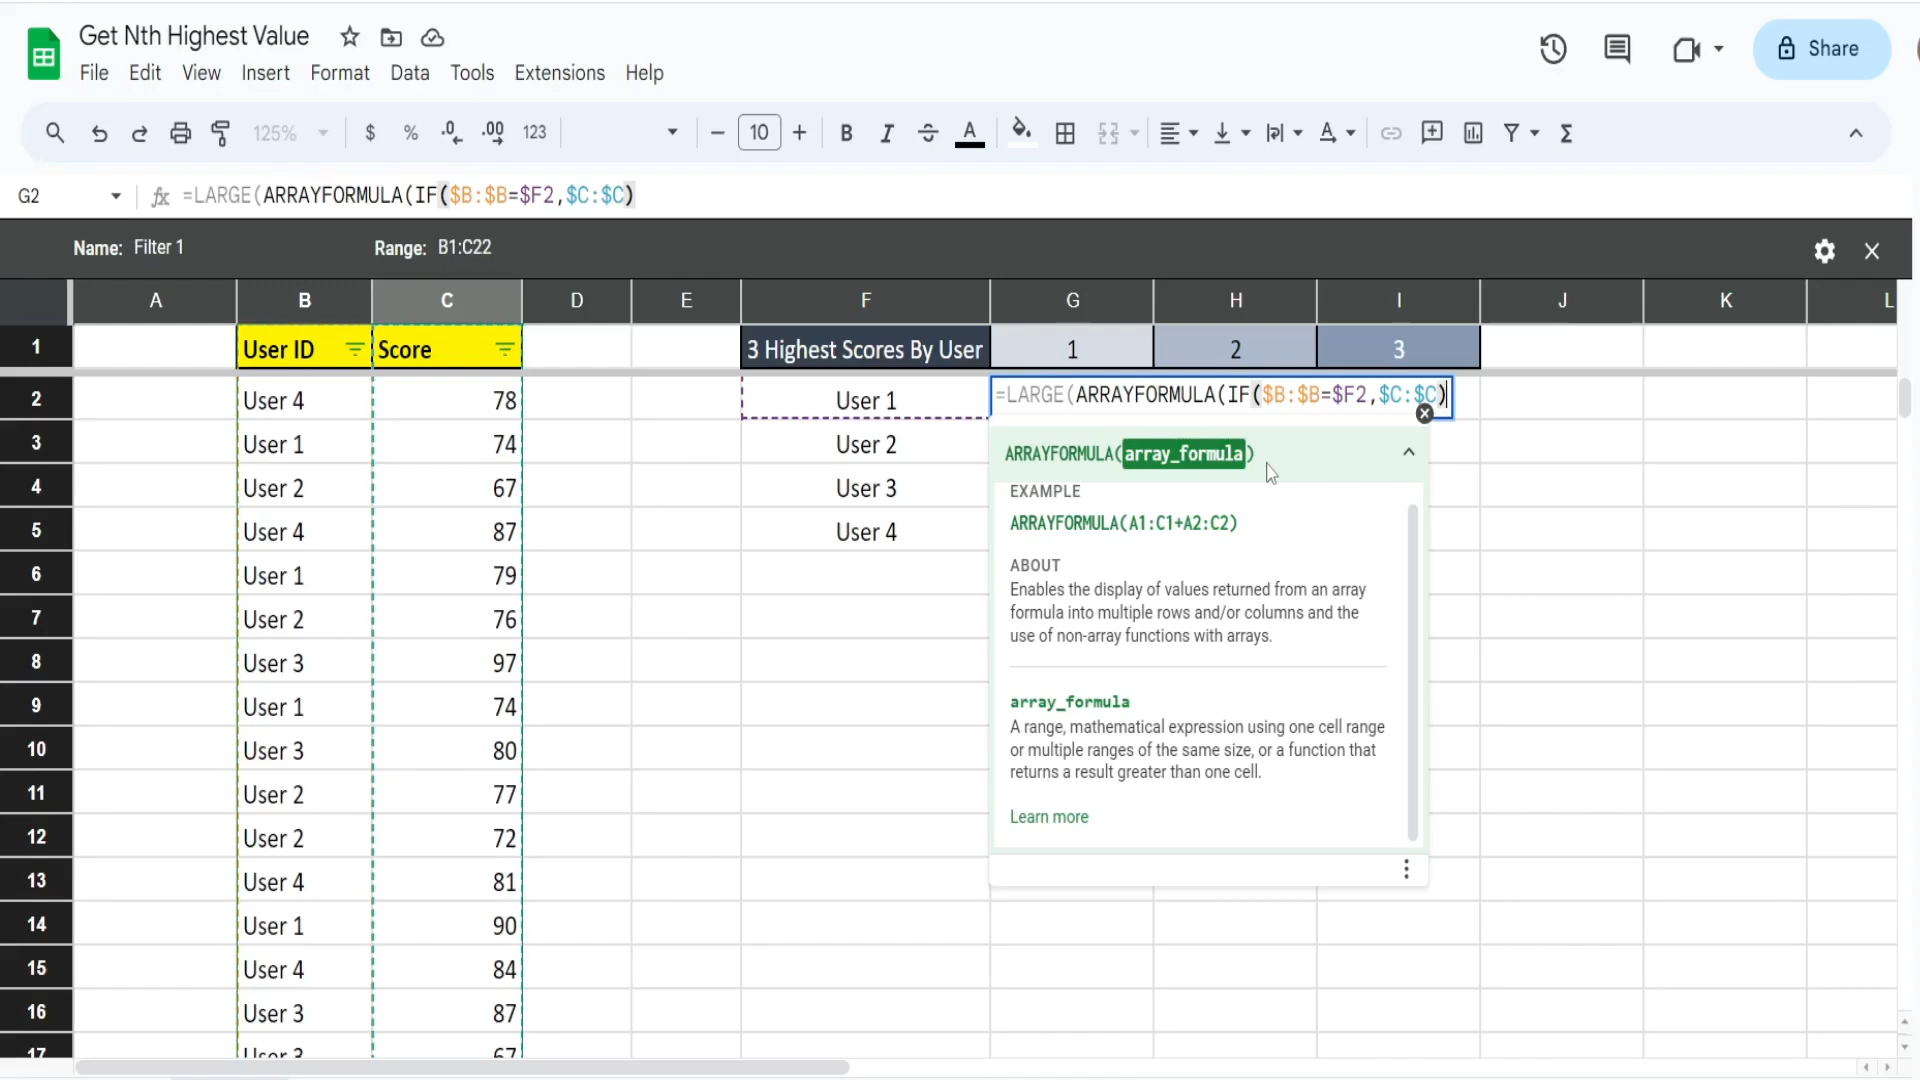 Get Nth Highest Value
File Edit View Insert Format Data Tools Extensions Help
Share
125% $ % .0 .00 123 10 B I A Σ
G2 fx =LARGE(ARRAYFORMULA(IF($B:$B=$F2,$C:$C)
Name: Filter 1 Range: B1:C22
A B C D E F G H I J K L
1 User ID Score 3 Highest Scores By User 1 2 3
2 User 4 78 User 1 =LARGE(ARRAYFORMULA(IF($B:$B=$F2,$C:$C)
3 User 1 74 User 2
ARRAYFORMULA(array_formula)
4 User 2 67 User 3
EXAMPLE
ARRAYFORMULA(A1:C1+A2:C2)
5 User 4 87 User 4
ABOUT
6 User 1 79
Enables the display of values returned from an array
formula into multiple rows and/or columns and the
use of non-array functions with arrays.
7 User 2 76
8 User 3 97
array_formula
9 User 1 74
A range, mathematical expression using one cell range
or multiple ranges of the same size, or a function that
returns a result greater than one cell.
10 User 3 80
11 User 2 77
Learn more
12 User 2 72
13 User 4 81
14 User 1 90
15 User 4 84
16 User 3 87
17 User 3 67